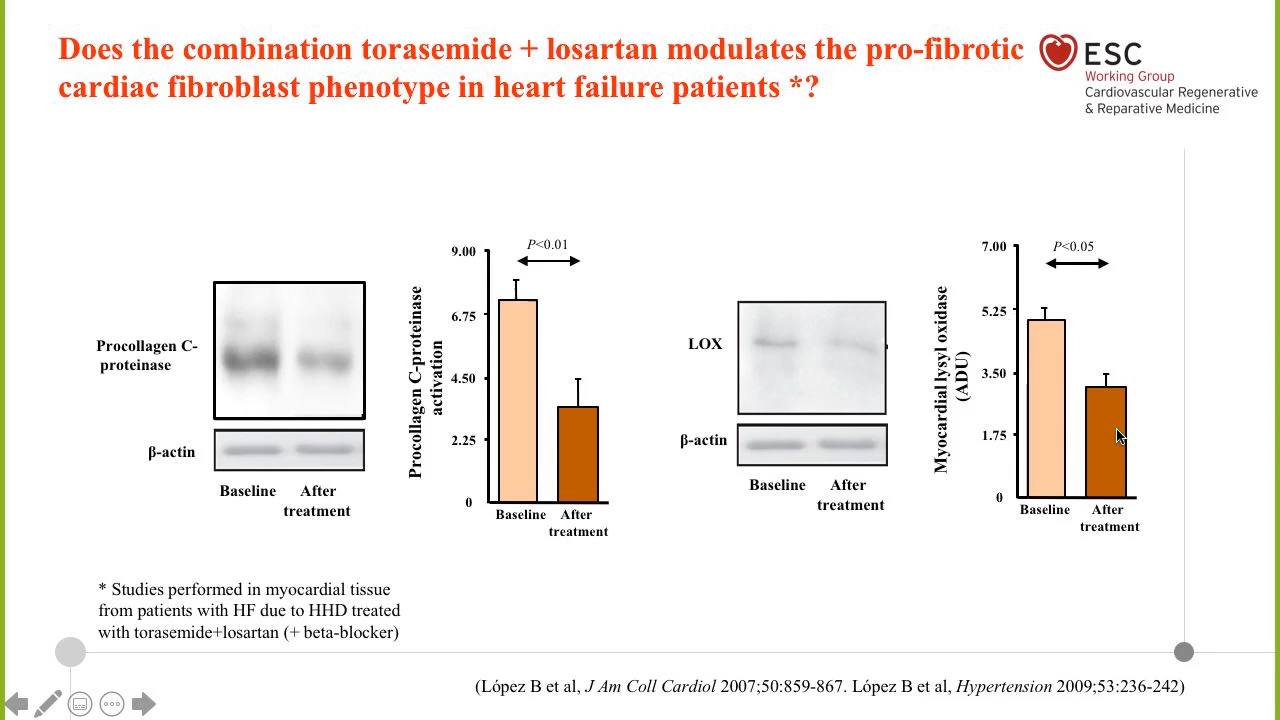 Does the combination torasemide + losartan modulates the pro-fibrotic
cardiac fibroblast phenotype in heart failure patients *?
ESC
Working Group
Cardiovascular Regenerative
& Reparative Medicine
Procollagen C-
proteinase
β-actin
Baseline After
treatment
Procollagen C-proteinase
activation
9.00
6.75
4.50
2.25
0
P<0.01
Baseline After
treatment
LOX
β-actin
Baseline After
treatment
Myocardial lysyl oxidase
(ADU)
7.00
5.25
3.50
1.75
0
P<0.05
Baseline After
treatment
* Studies performed in myocardial tissue
from patients with HF due to HHD treated
with torasemide+losartan (+ beta-blocker)
(López B et al, J Am Coll Cardiol 2007;50:859-867. López B et al, Hypertension 2009;53:236-242)